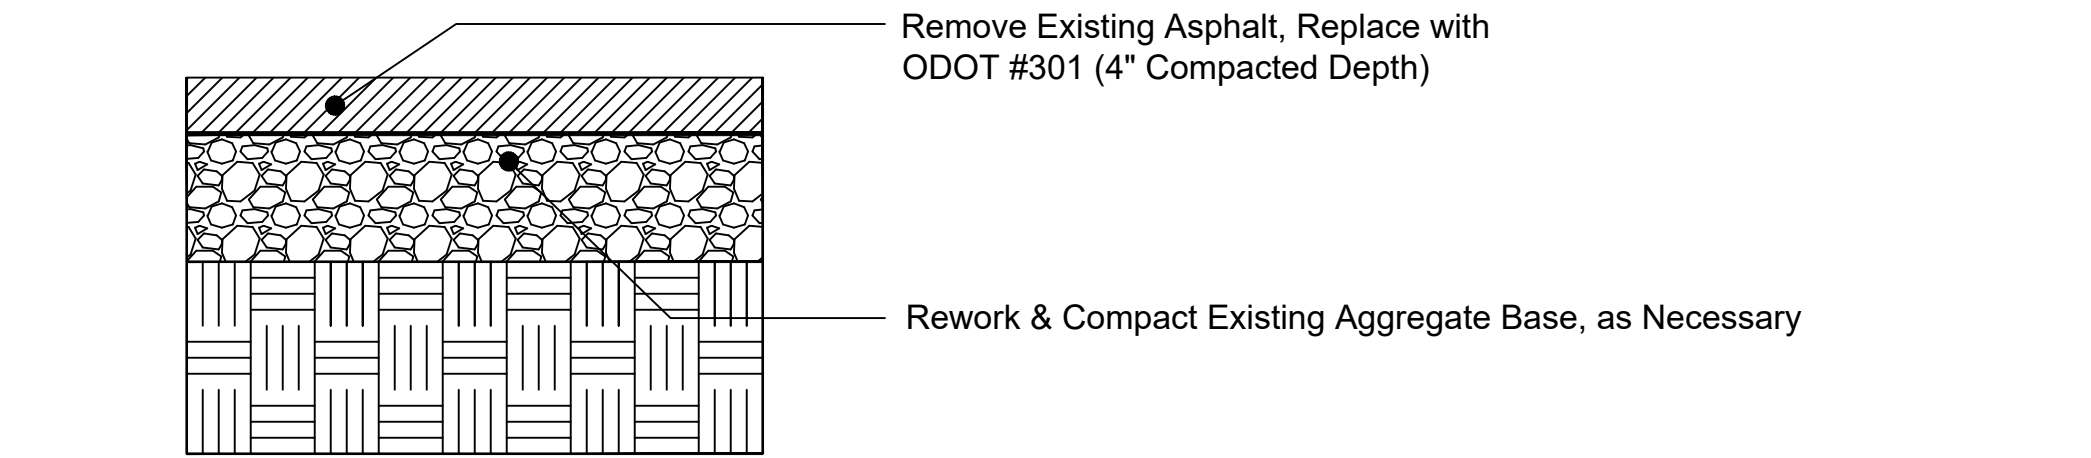 Remove Existing Asphalt, Replace with
ODOT #301 (4" Compacted Depth)
Rework & Compact Existing Aggregate Base, as Necessary